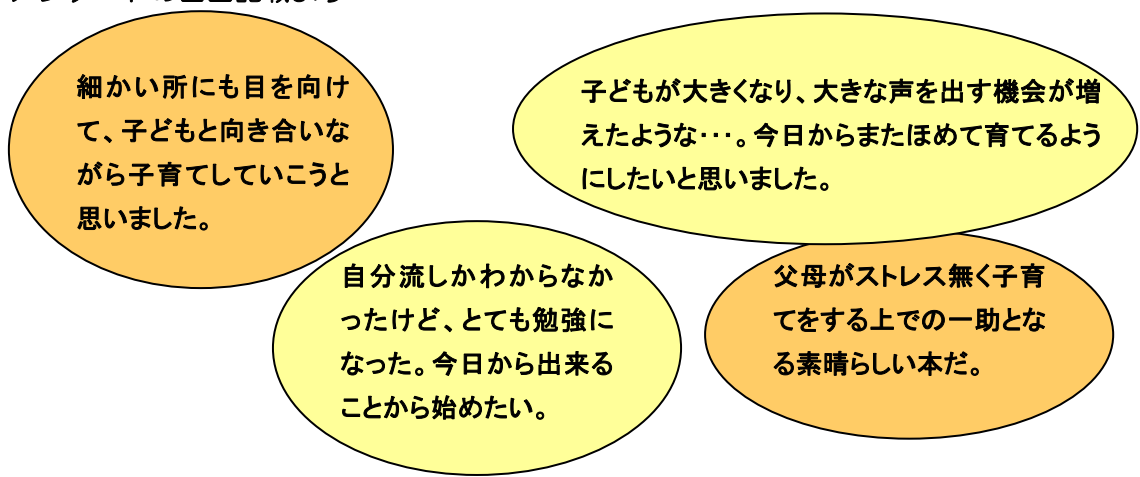 細かい所にも目を向け
て、子どもと向き合いな
がら子育てしていこうと
思いました。
子どもが大きくなり、大きな声を出す機会が増
えたような・・・。今日からまたほめて育てるよう
にしたいと思いました。
自分流しかわからなか
ったけど、とても勉強に
なった。今日から出来る
ことから始めたい。
父母がストレス無く子育
てをする上での一助とな
る素晴らしい本だ。